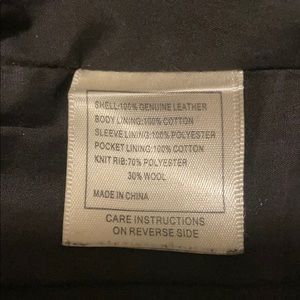 SHELL:100% GENUINE LEATHER
BODY LINING:100% COTTON
SLEEVE LINING:100% POLYESTER
POCKET LINING:100% COTTON
KNIT RIB:70% POLYESTER
30% WOOL
MADE IN CHINA
CARE INSTRUCTIONS
ON REVERSE SIDE